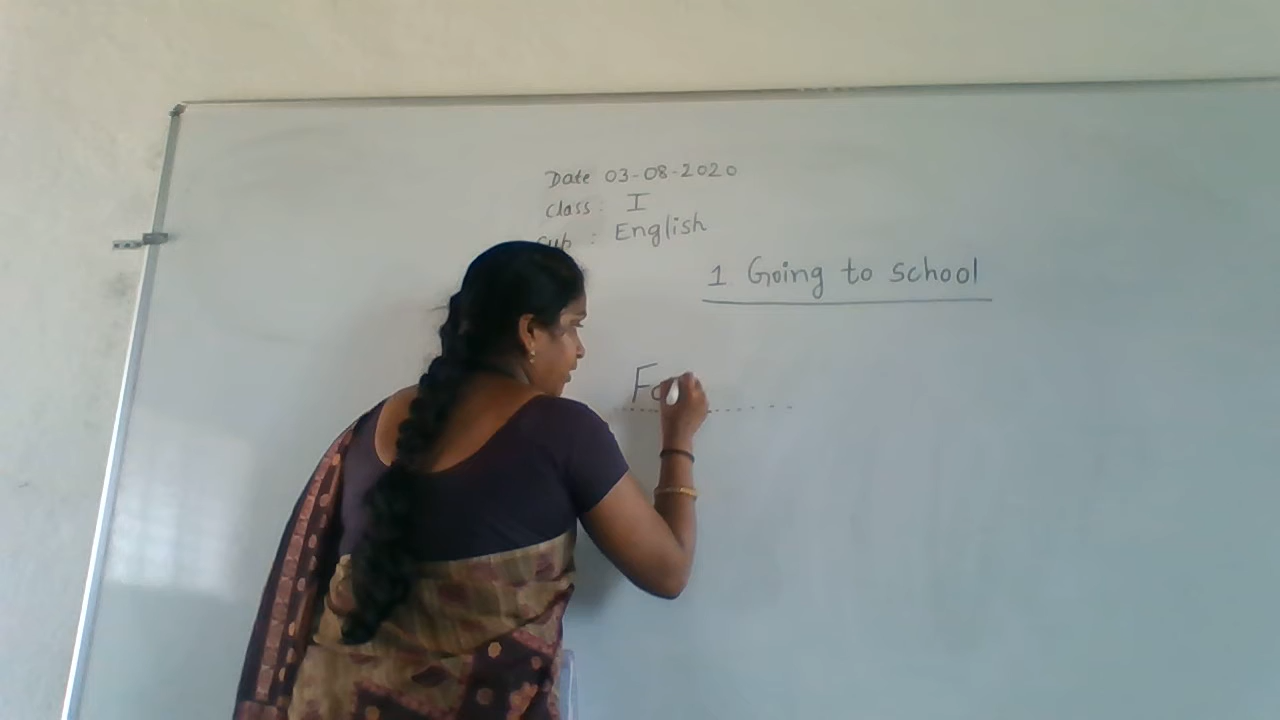 Date 03-08-2020
Class: I
Sub : English
1 Going to school